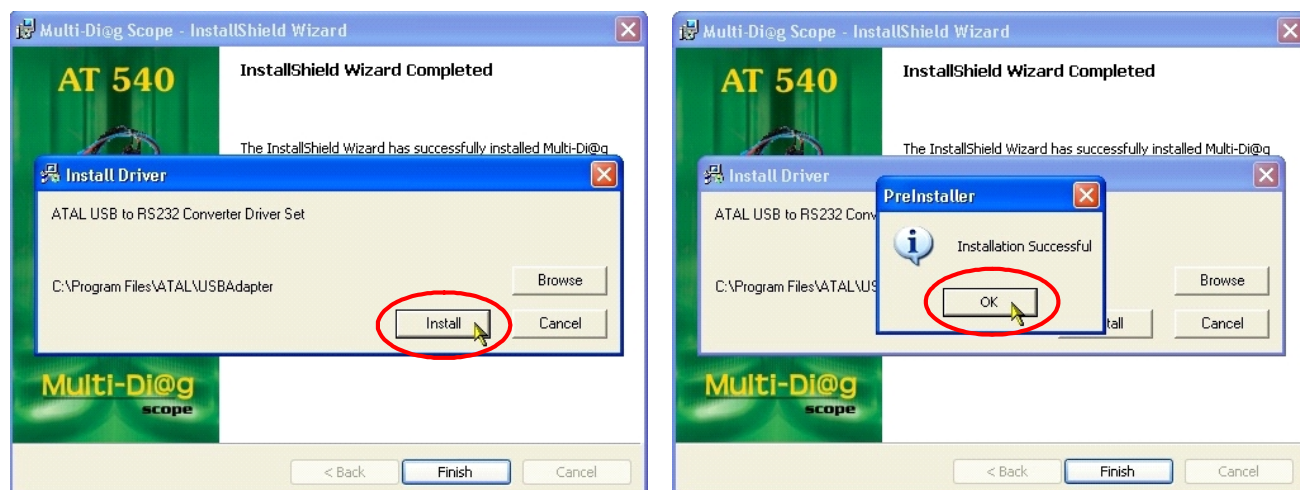 Multi-Di@g Scope - InstallShield Wizard
AT 540
InstallShield Wizard Completed
The InstallShield Wizard has successfully installed Multi-Di@g
Install Driver
ATAL USB to RS232 Converter Driver Set
C:\Program Files\ATAL\USBAdapter
Browse
Install
Cancel
Multi-Di@g
scope
< Back
Finish
Cancel
Multi-Di@g Scope - InstallShield Wizard
AT 540
InstallShield Wizard Completed
The InstallShield Wizard has successfully installed Multi-Di@g
Install Driver
ATAL USB to RS232 Conv
PreInstaller
Installation Successful
C:\Program Files\ATAL\US
Browse
OK
tall
Cancel
Multi-Di@g
scope
< Back
Finish
Cancel